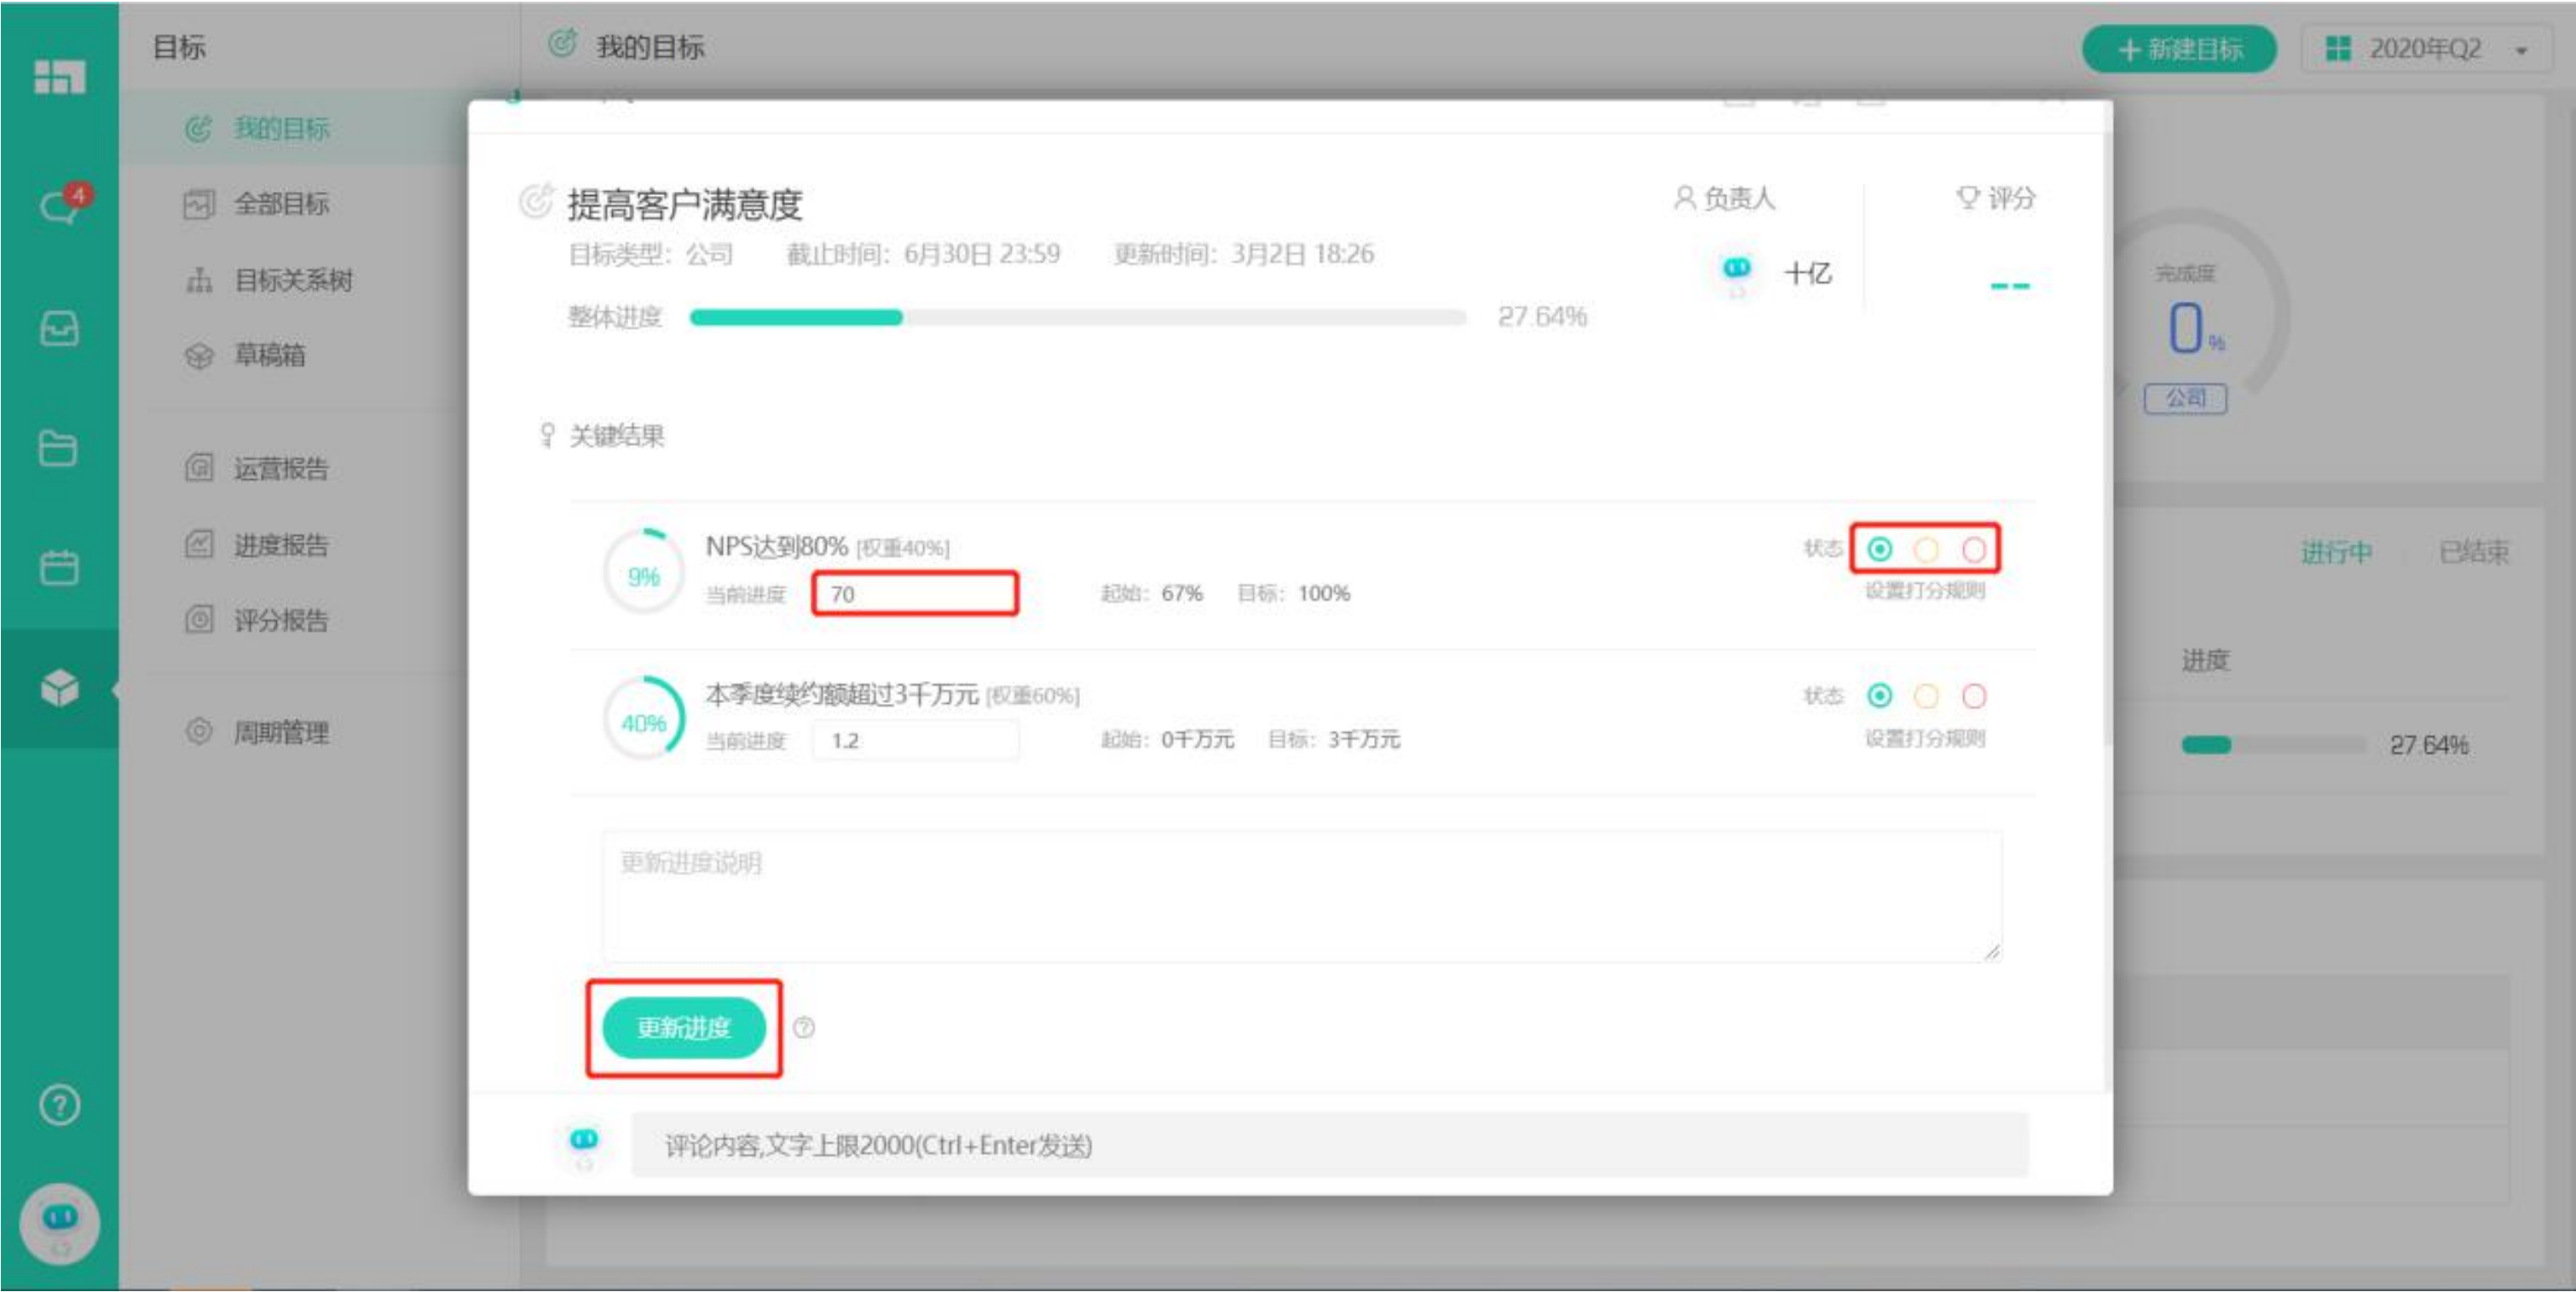 目标
我的目标
新建目标
2020年Q2
4
我的目标
全部目标
目标关系树
草稿箱
运营报告
进度报告
评分报告
周期管理
提高客户满意度
目标类型：公司 截止时间：6月30日 23:59 更新时间：3月2日 18:26
整体进度 27.64%
负责人
十亿
评分
--
关键结果
9%
NPS达到80% [权重40%]
当前进度 70 起始：67% 目标：100%
状态
设置打分规则
40%
本季度续约额超过3千万元 [权重60%]
当前进度 1.2 起始：0千万元 目标：3千万元
状态
设置打分规则
更新进度说明
更新进度
评论内容,文字上限2000(Ctrl+Enter发送)
完成度
0%
公司
进行中 已结束
进度
27.64%